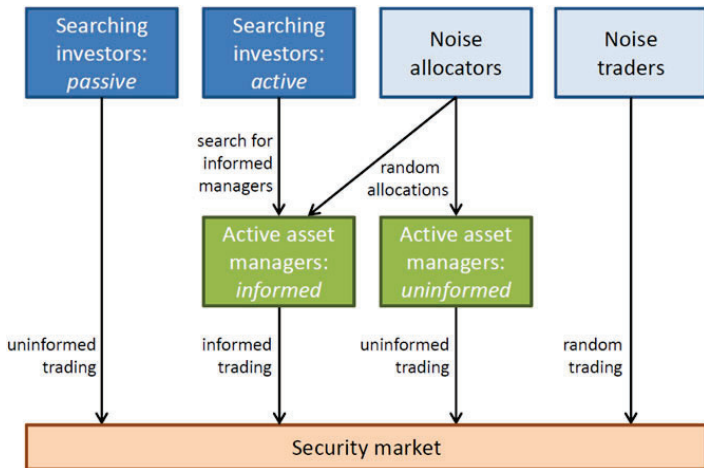 Searching
investors:
passive
Searching
investors:
active
Noise
allocators
Noise
traders
search for
informed
managers
random
allocations
Active asset
managers:
informed
Active asset
managers:
uninformed
uninformed
trading
informed
trading
uninformed
trading
random
trading
Security market